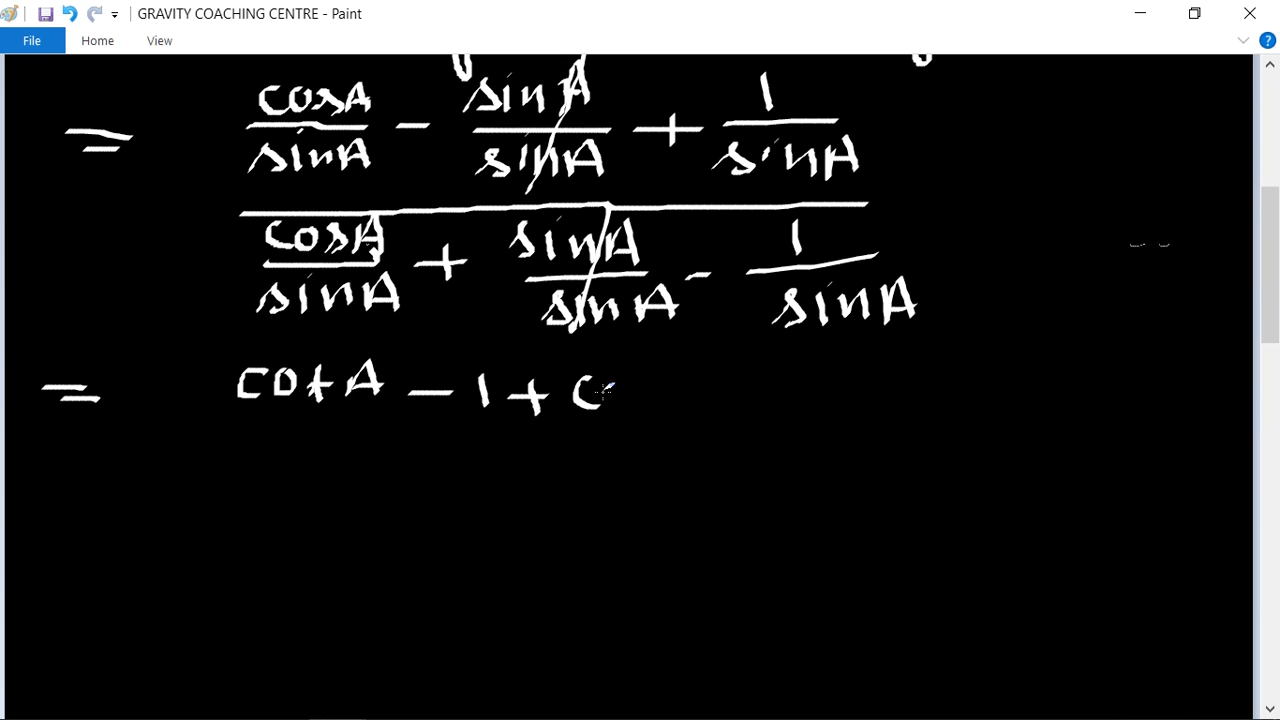 GRAVITY COACHING CENTRE - Paint
File Home View
cosA sinA 1
= — - — + —
sinA sinA sinA
cosA sinA 1
— + — - —
sinA sinA sinA
= cotA - 1 + c